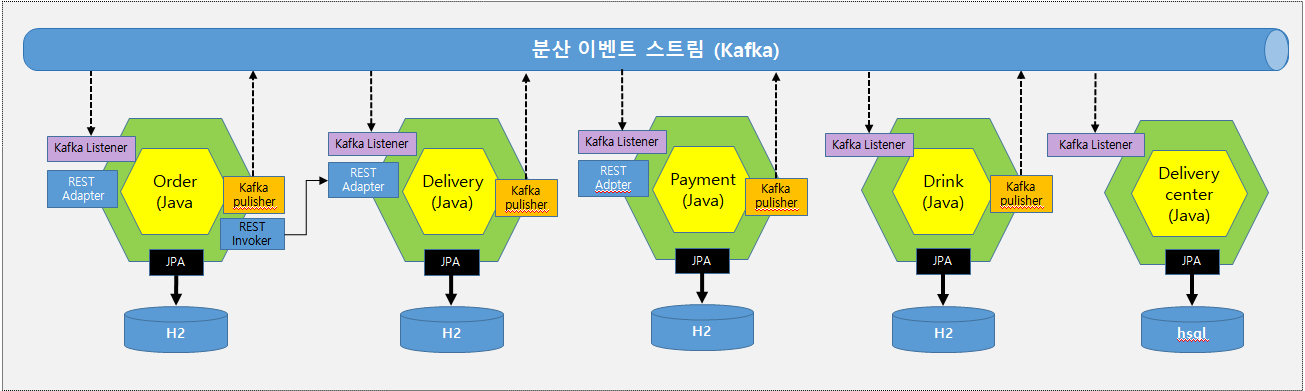 분산 이벤트 스트림 (Kafka)
Kafka Listener
REST
Adapter
Order
(Java
Kafka
pulisher
REST
Invoker
JPA
H2
Kafka Listener
REST
Adapter
Delivery
(Java)
Kafka
pulisher
JPA
H2
Kafka Listener
REST
Adpter
Payment
(Java)
Kafka
pulisher
JPA
H2
Kafka Listener
Drink
(Java)
Kafka
pulisher
JPA
H2
Kafka Listener
Delivery
center
(Java)
JPA
hsql